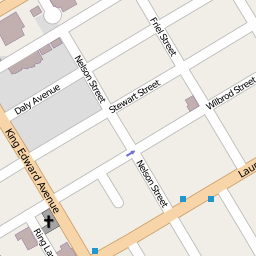 Friel Street
Nelson Street
Daly Avenue
Stewart Street
Wilbrod Street
King Edward Avenue
Nelson Street
Laur
Ring La